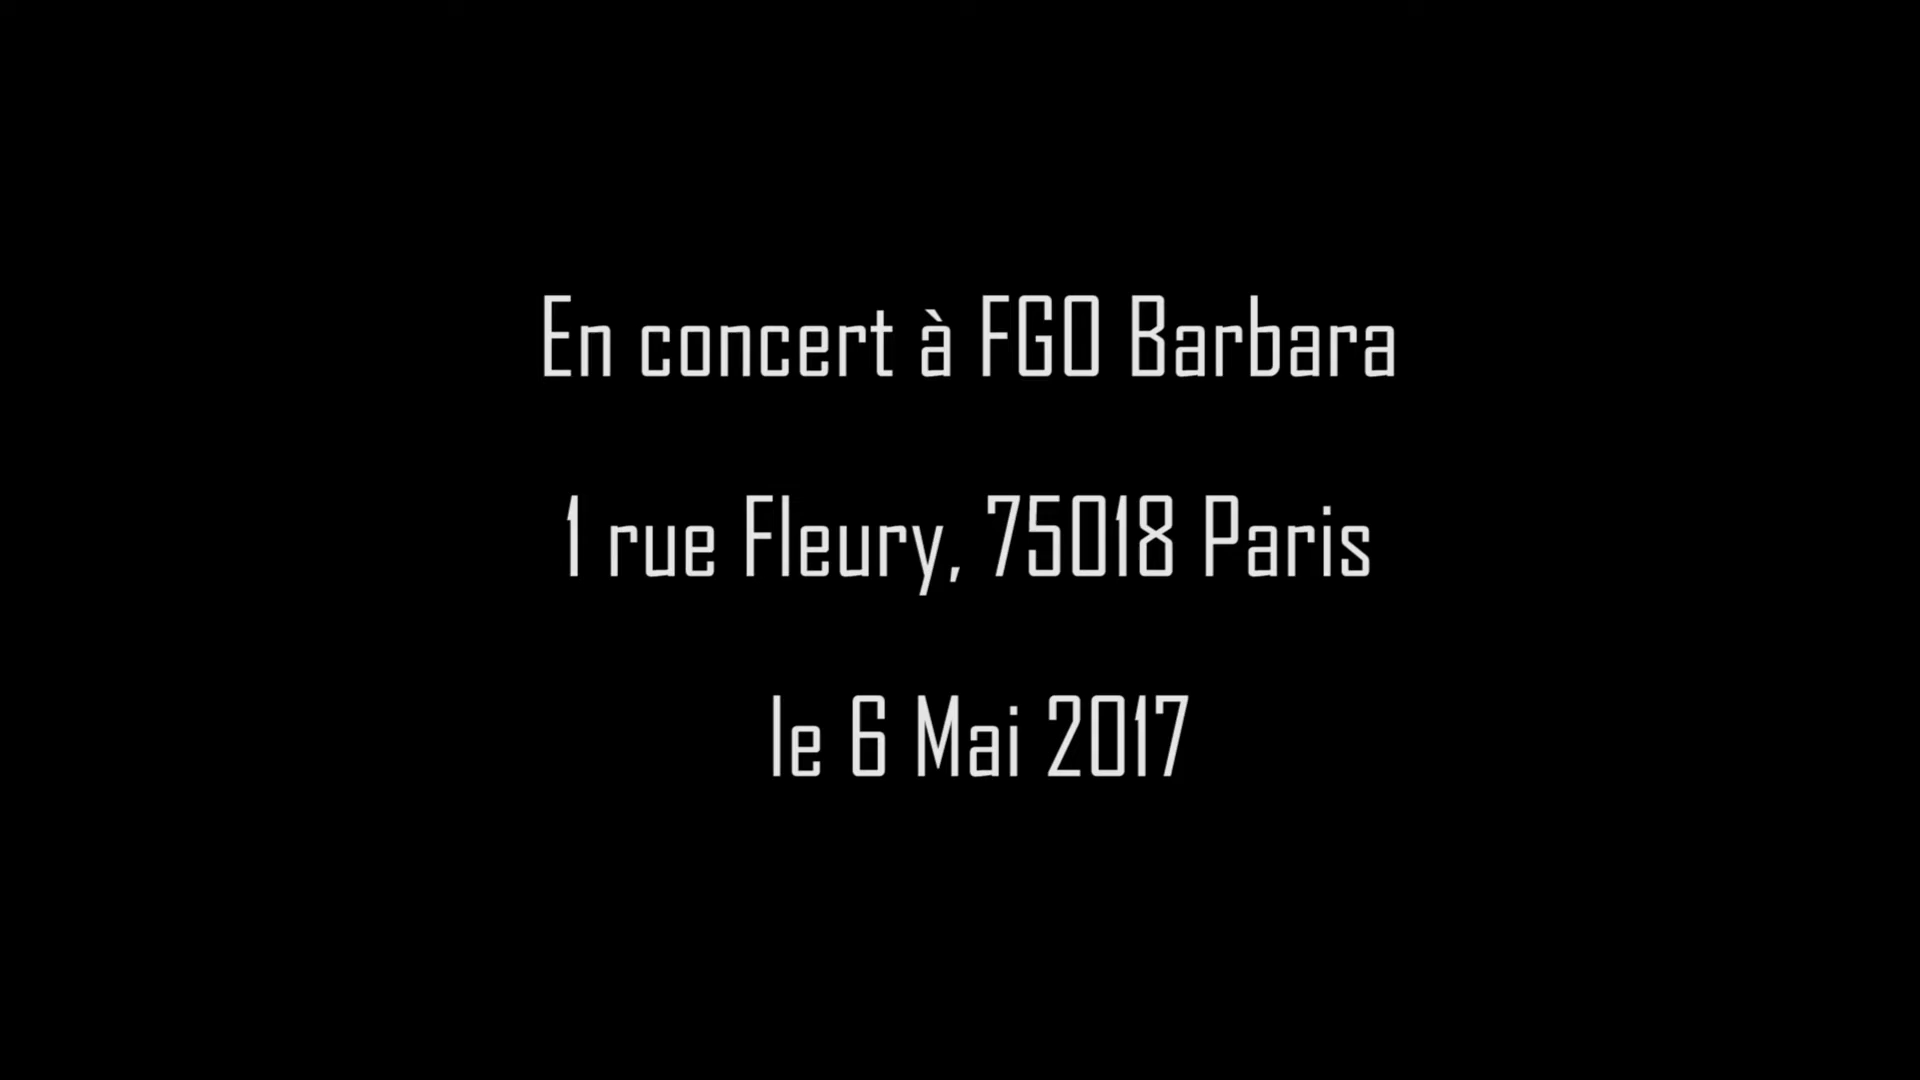 En concert à FGO Barbara
1 rue Fleury, 75018 Paris
le 6 Mai 2017